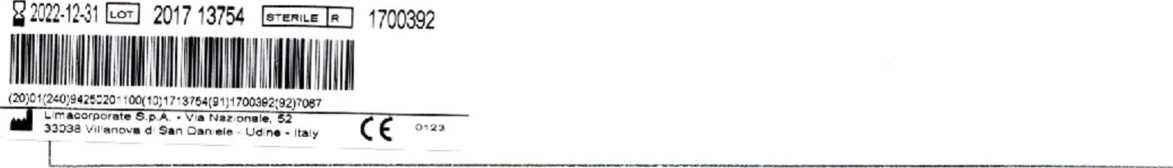 2022-12-31 LOT 2017 13754 STERILE R 1700392
(20)01(240)94250201100(10)1713754(91)1700392(92)7067
Limacorporate S.p.A. - Via Nazionale, 52
33038 Villanova di San Daniele - Udine - Italy
CE 0123